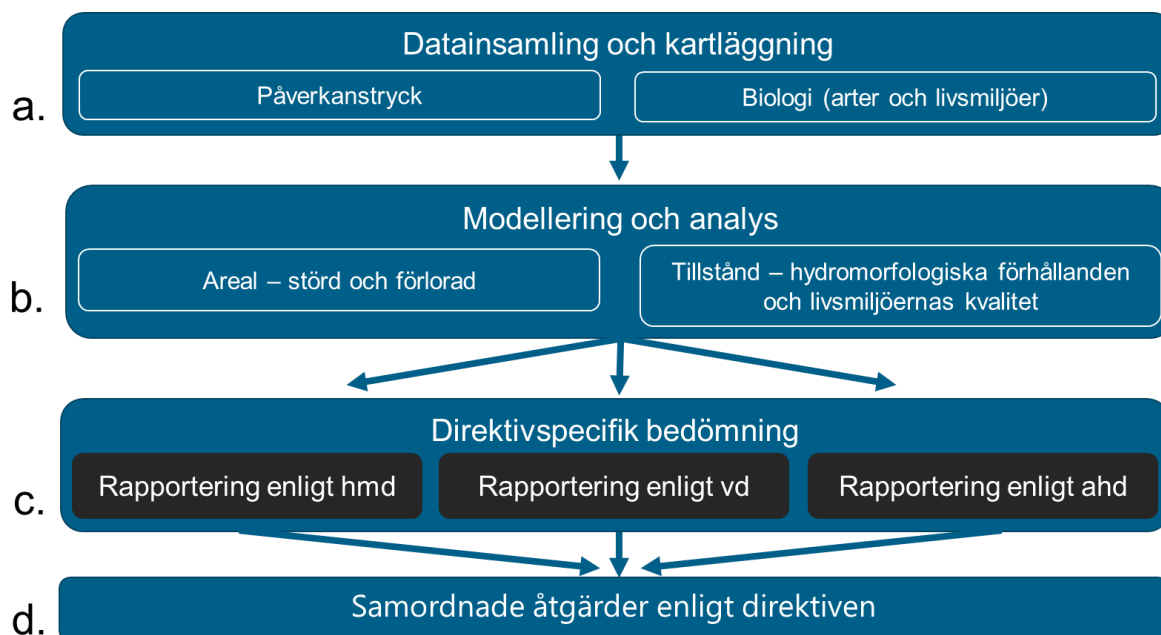 a.
Datainsamling och kartläggning
Påverkanstryck
Biologi (arter och livsmiljöer)
b.
Modellering och analys
Areal – störd och förlorad
Tillstånd – hydromorfologiska förhållanden
och livsmiljöernas kvalitet
c.
Direktivspecifik bedömning
Rapportering enligt hmd
Rapportering enligt vd
Rapportering enligt ahd
d.
Samordnade åtgärder enligt direktiven